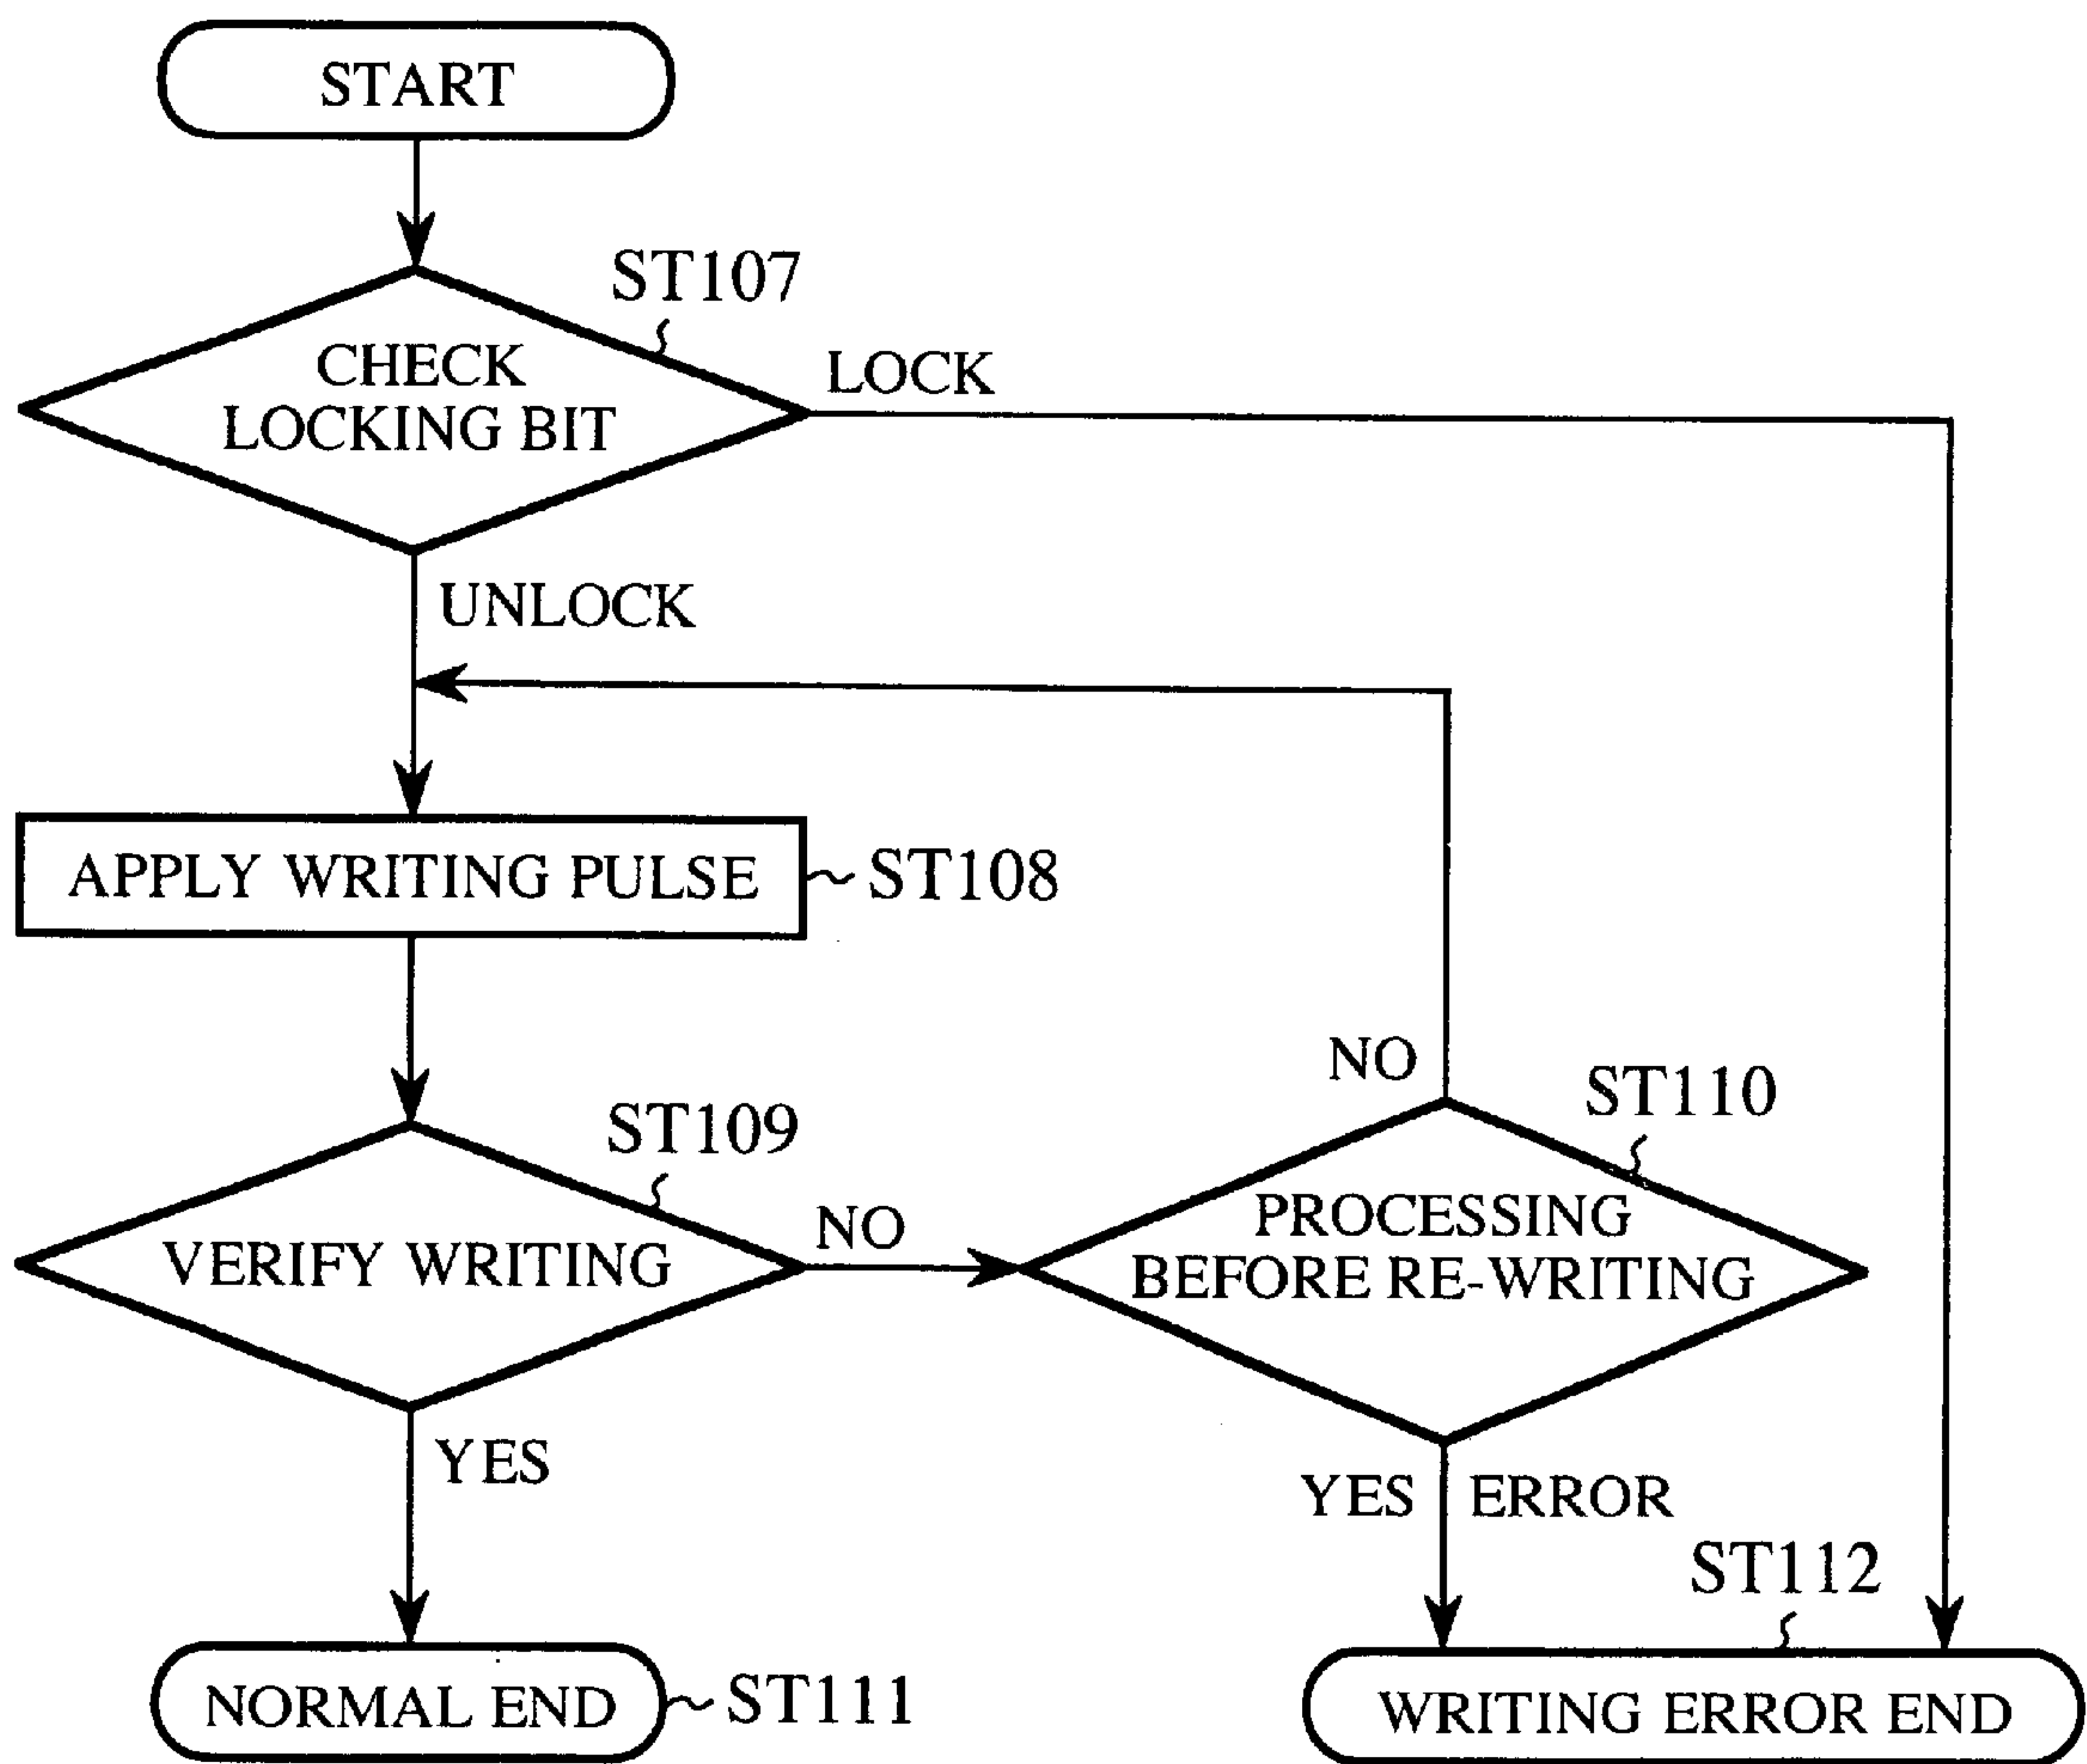 START
ST107
CHECK
LOCKING BIT
LOCK
UNLOCK
APPLY WRITING PULSE
ST108
ST109
VERIFY WRITING
NO
NO
ST110
PROCESSING
BEFORE RE-WRITING
YES
YES
ERROR
ST112
NORMAL END
ST111
WRITING ERROR END